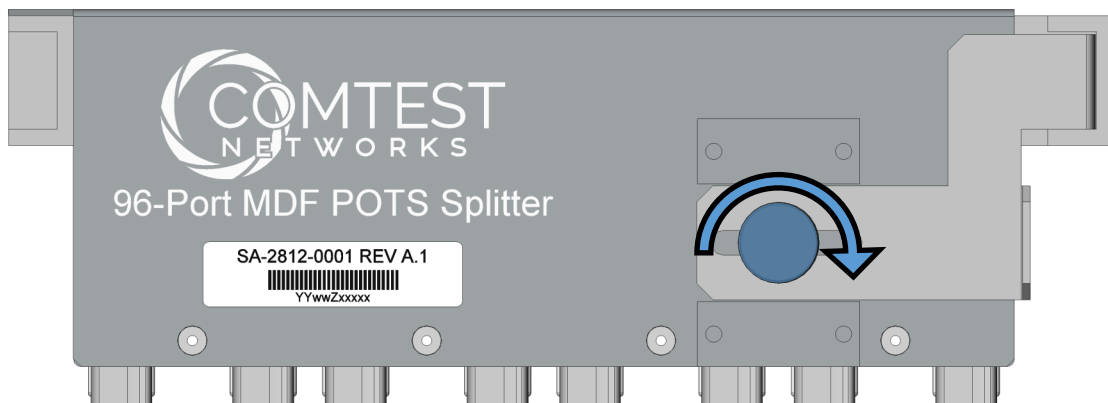 COMTEST
NETWORKS
96-Port MDF POTS Splitter
SA-2812-0001 REV A.1
YYwwZxxxxx